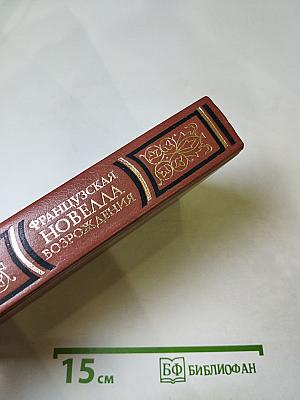 ФРАНЦУЗСКАЯ
НОВЕЛЛА
ВОЗРОЖДЕНИЯ
15 см
БФ БИБЛИОФАН